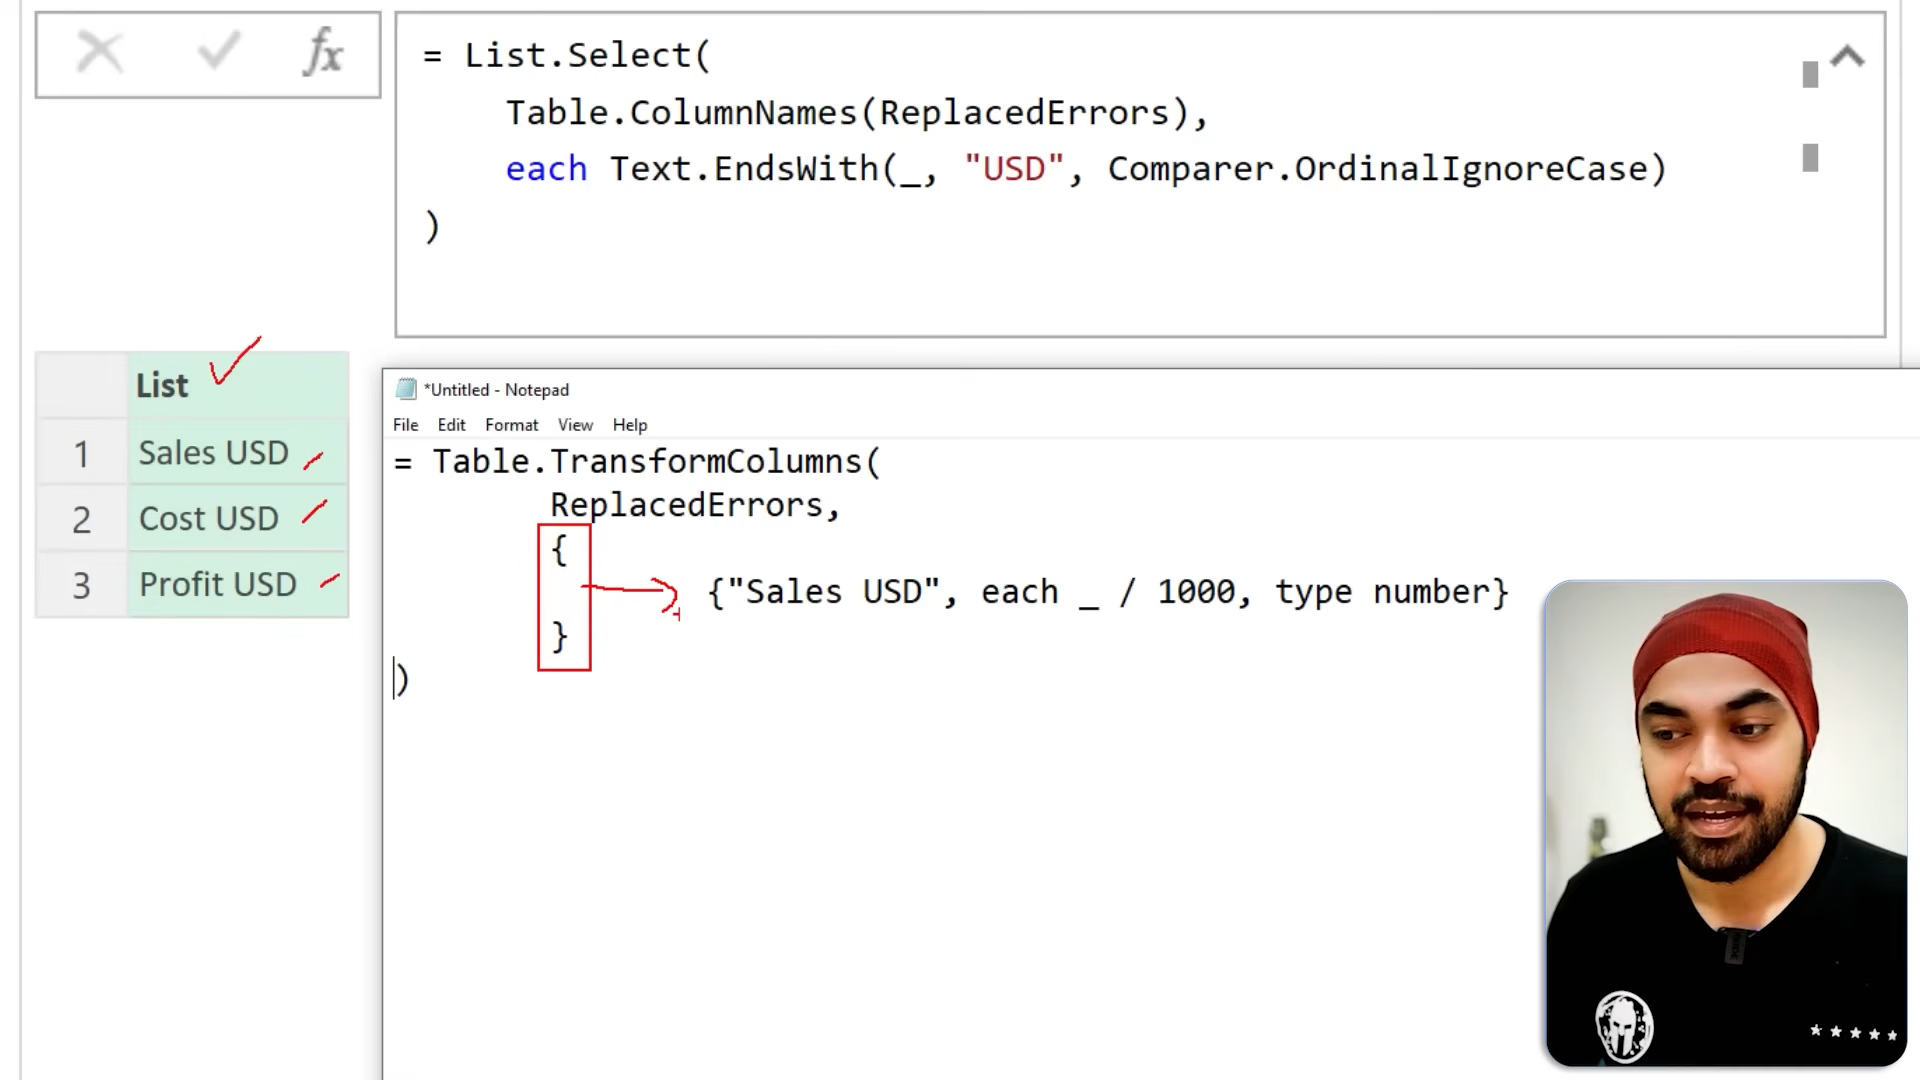 fx
= List.Select(
Table.ColumnNames(ReplacedErrors),
each Text.EndsWith(_, "USD", Comparer.OrdinalIgnoreCase)
)
List
1 Sales USD
2 Cost USD
3 Profit USD
*Untitled - Notepad
File Edit Format View Help
= Table.TransformColumns(
ReplacedErrors,
{
{"Sales USD", each _ / 1000, type number}
}
)